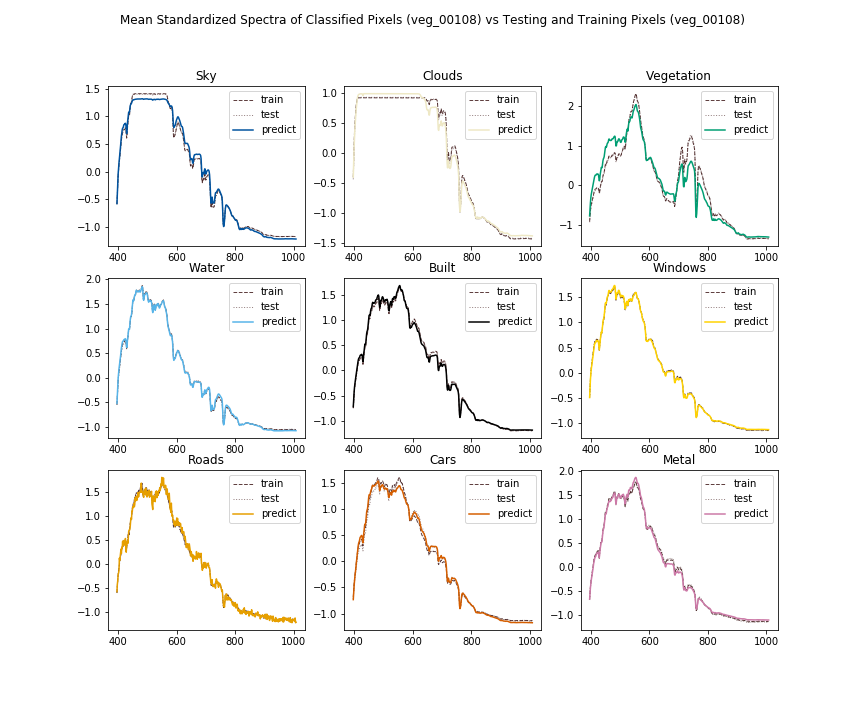 Mean Standardized Spectra of Classified Pixels (veg_00108) vs Testing and Training Pixels (veg_00108)
Sky
1.5
1.0
0.5
0.0
−0.5
−1.0
400 600 800 1000
train
test
predict
Clouds
1.0
0.5
0.0
−0.5
−1.0
−1.5
400 600 800 1000
train
test
predict
Vegetation
2
1
0
−1
400 600 800 1000
train
test
predict
Water
2.0
1.5
1.0
0.5
0.0
−0.5
−1.0
400 600 800 1000
train
test
predict
Built
1.5
1.0
0.5
0.0
−0.5
−1.0
400 600 800 1000
train
test
predict
Windows
1.5
1.0
0.5
0.0
−0.5
−1.0
400 600 800 1000
train
test
predict
Roads
1.5
1.0
0.5
0.0
−0.5
−1.0
400 600 800 1000
train
test
predict
Cars
1.5
1.0
0.5
0.0
−0.5
−1.0
400 600 800 1000
train
test
predict
Metal
2.0
1.5
1.0
0.5
0.0
−0.5
−1.0
400 600 800 1000
train
test
predict